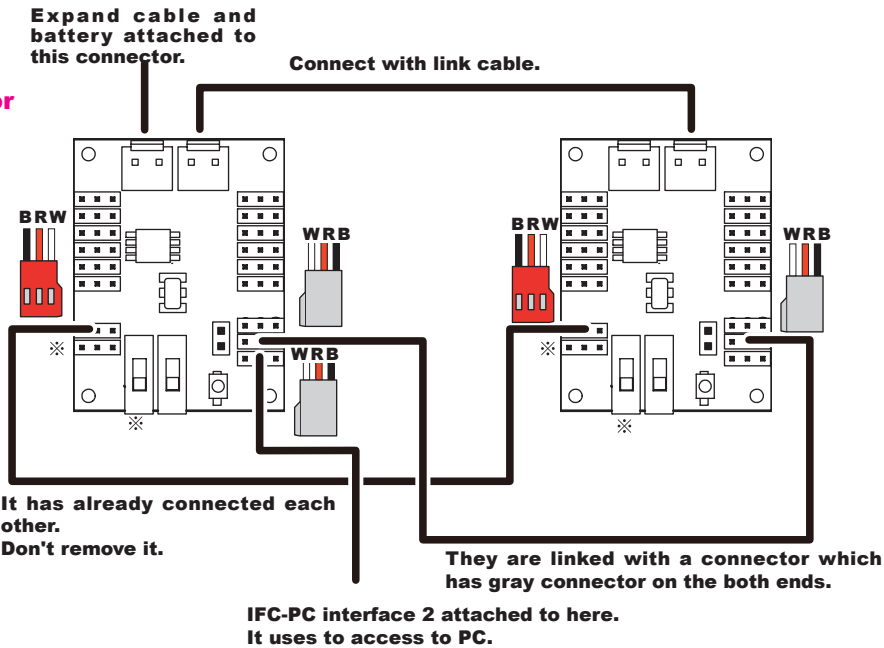 Expand cable and
battery attached to
this connector.
Connect with link cable.
or
BRW
WRB
BRW
WRB
※
WRB
※
※
※
It has already connected each
other.
Don't remove it.
They are linked with a connector which
has gray connector on the both ends.
IFC-PC interface 2 attached to here.
It uses to access to PC.